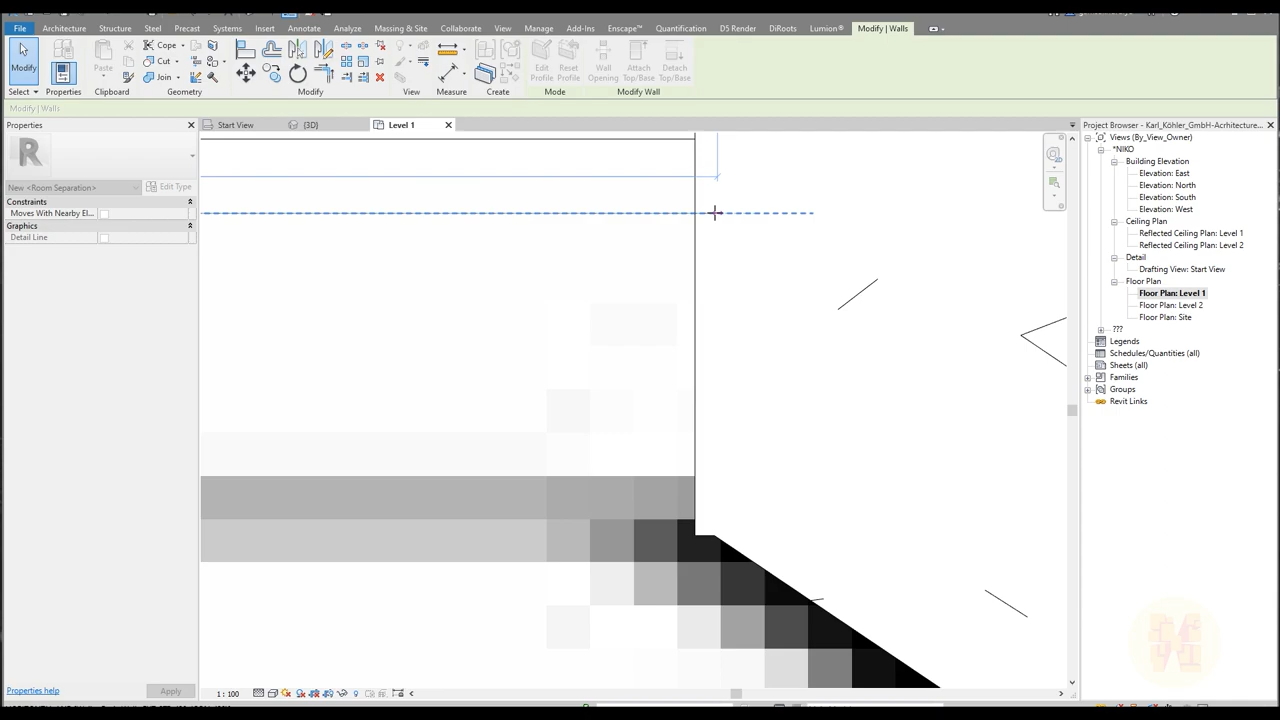 File Architecture Structure Steel Precast Systems Insert Annotate Analyze Massing & Site Collaborate View Manage Add-Ins Enscape™ Quantification D5 Render DiRoots Lumion® Modify | Walls
Modify
Paste
Cope
Cut
Join
Edit Profile
Reset Profile
Wall Opening
Attach Top/Base
Detach Top/Base
Select Properties Clipboard Geometry Modify View Measure Create Mode Modify Wall
Modify | Walls
Properties
Start View
(3D)
Level 1
R
New <Room Separation>
Edit Type
Constraints
Moves With Nearby El...
Graphics
Detail Line
Properties help
Apply
1 : 100
Project Browser - Karl_Köhler_GmbH-Acrhitecture...
Views (By_View_Owner)
*NIKO
Building Elevation
Elevation: East
Elevation: North
Elevation: South
Elevation: West
Ceiling Plan
Reflected Ceiling Plan: Level 1
Reflected Ceiling Plan: Level 2
Detail
Drafting View: Start View
Floor Plan
Floor Plan: Level 1
Floor Plan: Level 2
Floor Plan: Site
???
Legends
Schedules/Quantities (all)
Sheets (all)
Families
Groups
Revit Links